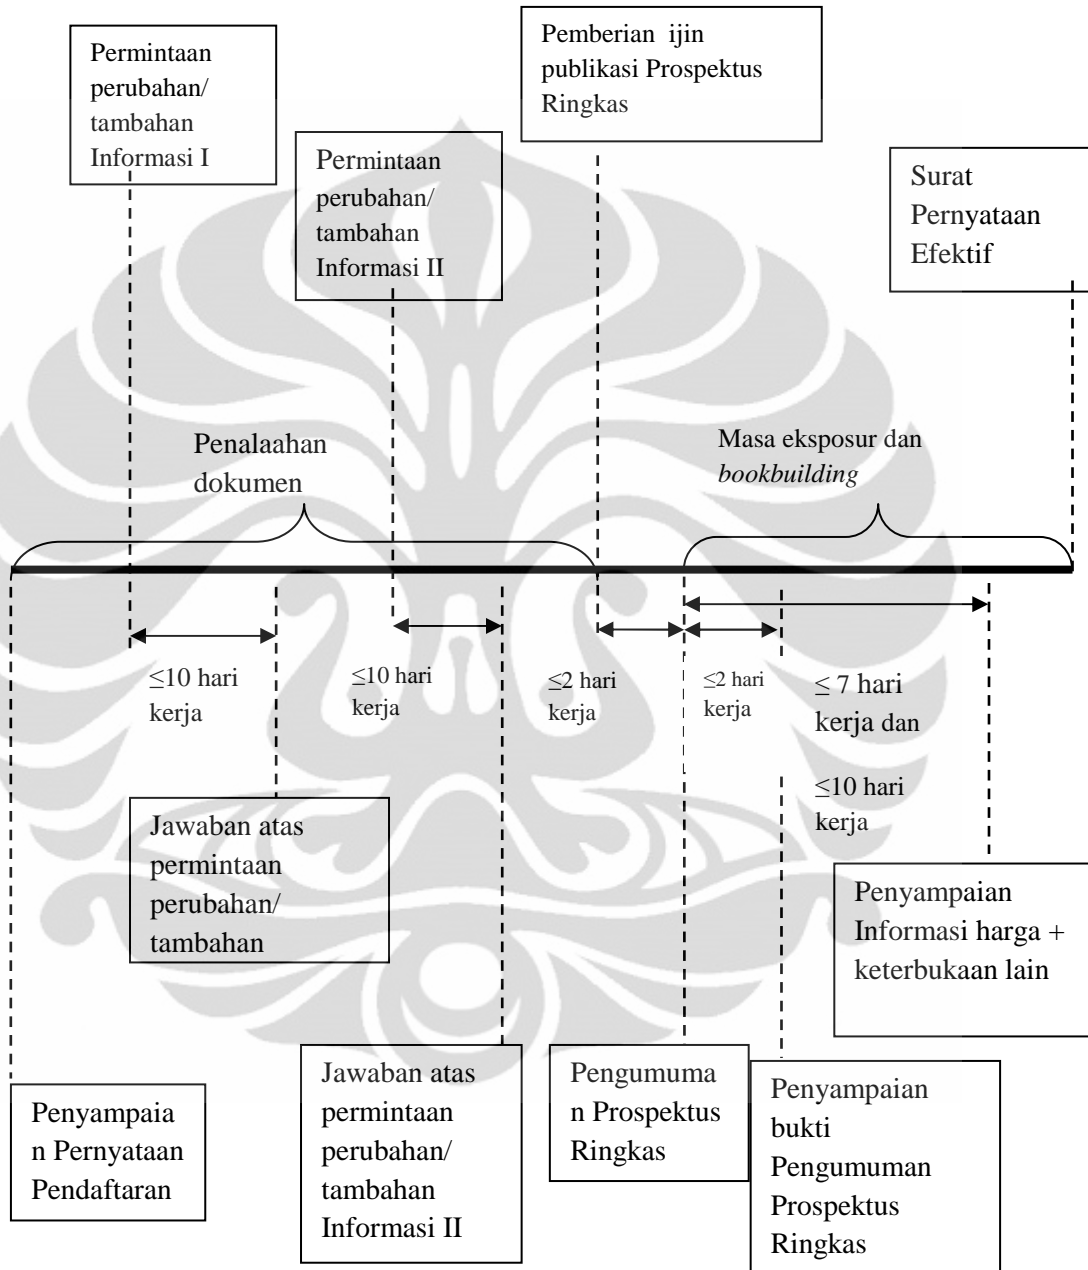 Permintaan
perubahan/
tambahan
Informasi I
Permintaan
perubahan/
tambahan
Informasi II
Pemberian ijin
publikasi Prospektus
Ringkas
Surat
Pernyataan
Efektif
Penalaahan
dokumen
Masa eksposur dan
bookbuilding
≤10 hari
kerja
≤10 hari
kerja
≤2 hari
kerja
≤2 hari
kerja
≤ 7 hari
kerja dan
≤10 hari
kerja
Jawaban atas
permintaan
perubahan/
tambahan
Penyampaian
Informasi harga +
keterbukaan lain
Penyampaia
n Pernyataan
Pendaftaran
Jawaban atas
permintaan
perubahan/
tambahan
Informasi II
Pengumuma
n Prospektus
Ringkas
Penyampaian
bukti
Pengumuman
Prospektus
Ringkas